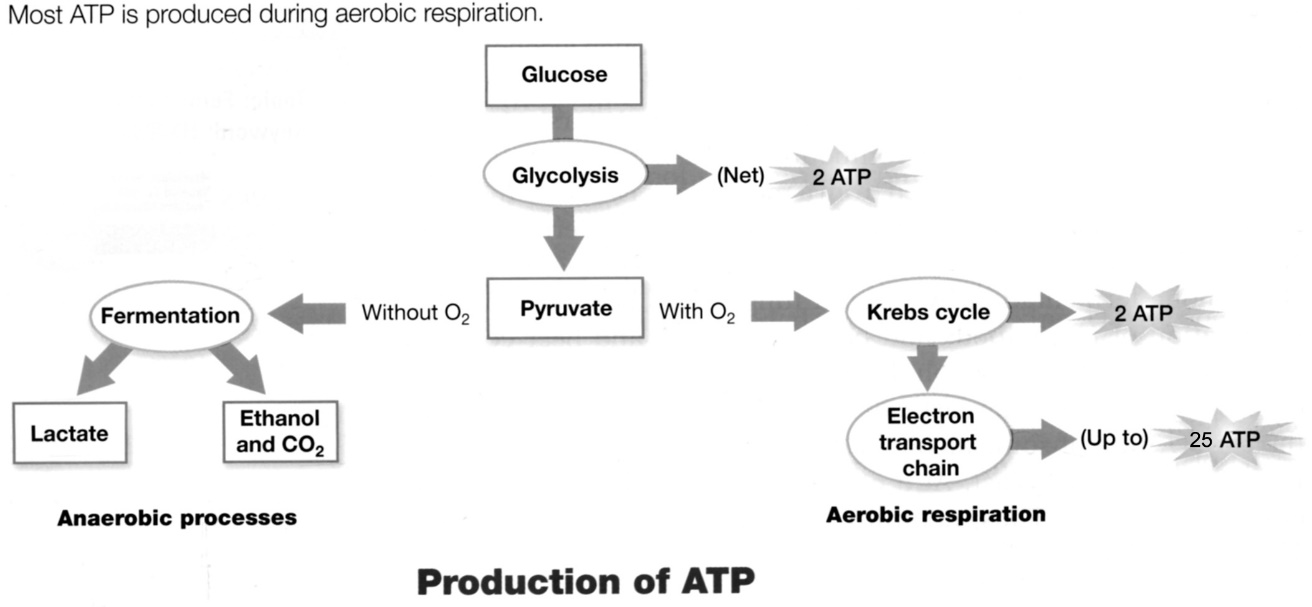 Most ATP is produced during aerobic respiration.
Glucose
Glycolysis
(Net)
2 ATP
Fermentation
Without O₂
Pyruvate
With O₂
Krebs cycle
2 ATP
Lactate
Ethanol
and CO₂
Electron
transport
chain
(Up to)
25 ATP
Anaerobic processes
Aerobic respiration
Production of ATP